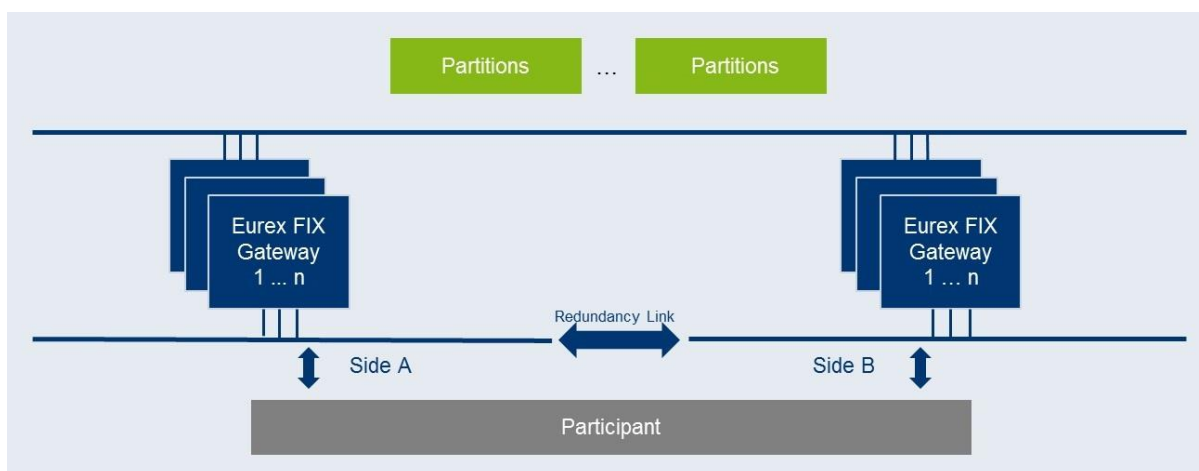 Partitions … Partitions
Eurex FIX
Gateway
1 ... n
Eurex FIX
Gateway
1 … n
Redundancy Link
Side A
Side B
Participant